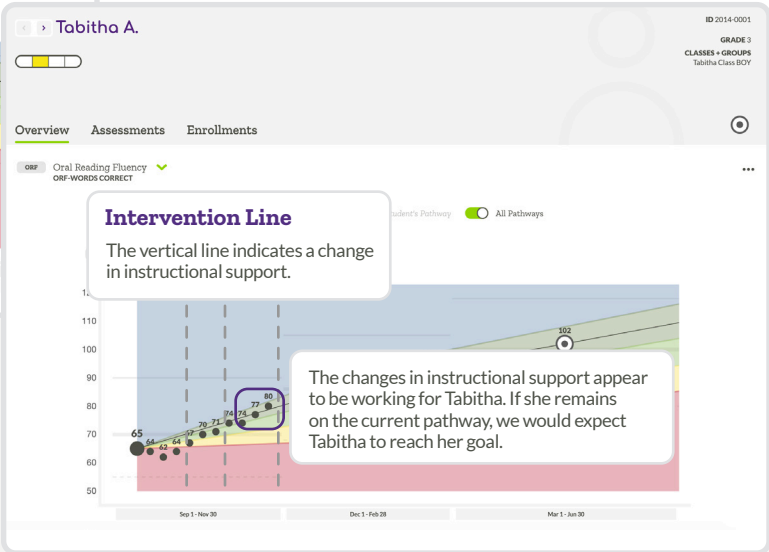 Tabitha A.
ID 2014-0001
GRADE 3
CLASSES + GROUPS
Tabitha Class BOY
Overview Assessments Enrollments
ORF Oral Reading Fluency
ORF-WORDS CORRECT
Intervention Line
The vertical line indicates a change
in instructional support.
udent's Pathway All Pathways
110
100
90
80
70
60
50
65
64
62
64
67
70
71
74
74
77
80
102
The changes in instructional support appear
to be working for Tabitha. If she remains
on the current pathway, we would expect
Tabitha to reach her goal.
Sep 1 - Nov 30 Dec 1 - Feb 28 Mar 1 - Jun 30